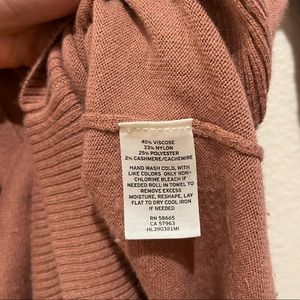 40% VISCOSE
33% NYLON
25% POLYESTER
2% CASHMERE/CACHEMIRE
HAND WASH COLD, WITH
LIKE COLORS ONLY NON-
CHLORINE BLEACH IF
NEEDED ROLL IN TOWEL TO
REMOVE EXCESS
MOISTURE, RESHAPE, LAY
FLAT TO DRY COOL IRON
IF NEEDED
RN 58665
CA 57963
HL390381MI